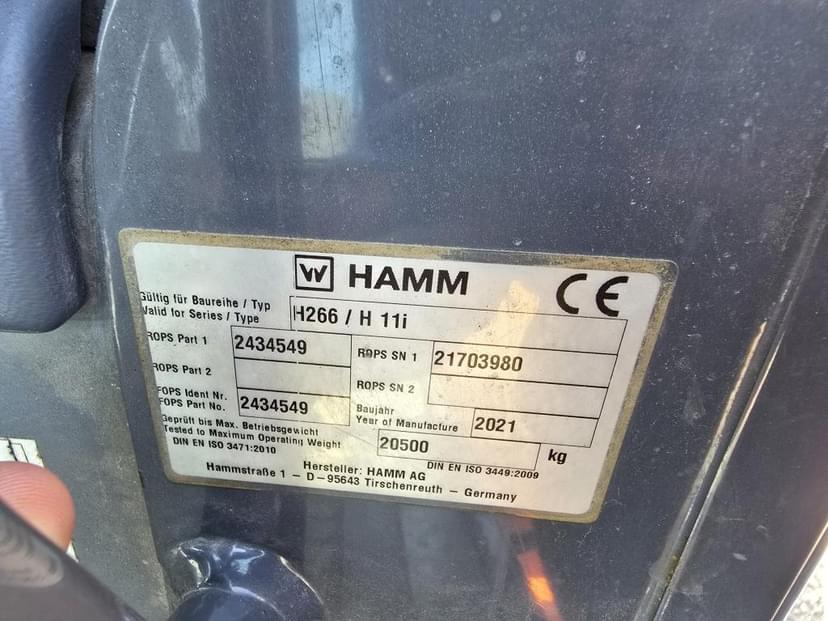 W HAMM CE
Gültig für Baureihe / Typ
Valid for Series / Type H266 / H 11i
ROPS Part 1 2434549 ROPS SN 1 21703980
ROPS Part 2 ROPS SN 2
FOPS Ident Nr.
FOPS Part No. 2434549
Baujahr
Year of Manufacture 2021
Geprüft bis Max. Betriebsgewicht
Tested to Maximum Operating Weight 20500 kg
DIN EN ISO 3471:2010 DIN EN ISO 3449:2009
Hersteller: HAMM AG
Hammstraße 1 – D–95643 Tirschenreuth – Germany